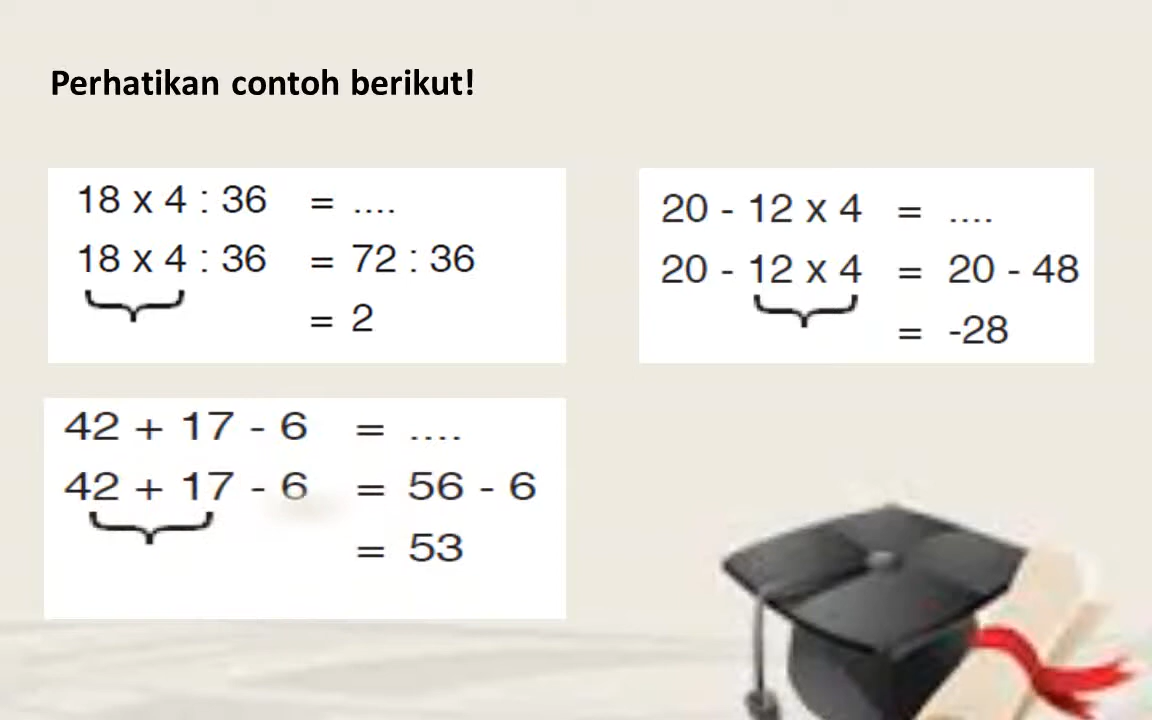 Perhatikan contoh berikut!
18 x 4 : 36 = ....
18 x 4 : 36 = 72 : 36
= 2
20 - 12 x 4 = ....
20 - 12 x 4 = 20 - 48
= -28
42 + 17 - 6 = ....
42 + 17 - 6 = 56 - 6
= 53